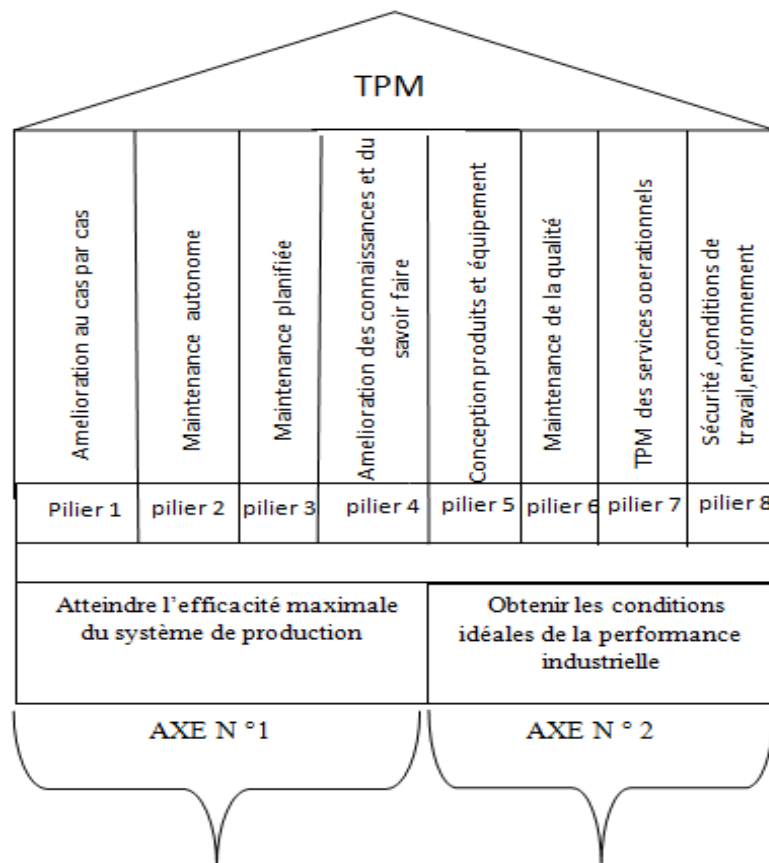 TPM
Amelioration au cas par cas
Maintenance autonome
Maintenance planifiée
Amelioration des connaissances et du
savoir faire
Conception produits et équipement
Maintenance de la qualité
TPM des services operationnels
Sécurité ,conditions de
travail,environnement
Pilier 1
pilier 2
pilier 3
pilier 4
pilier 5
pilier 6
pilier 7
pilier 8
Atteindre l'efficacité maximale
du système de production
Obtenir les conditions
idéales de la performance
industrielle
AXE N °1
AXE N ° 2